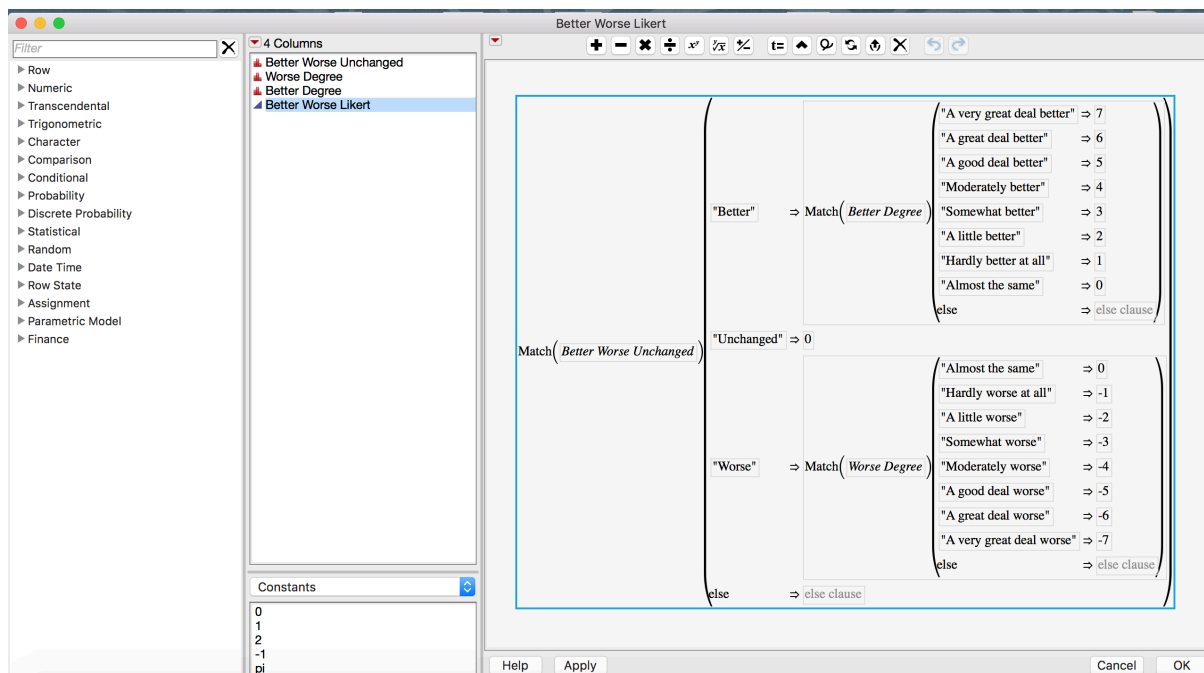 Better Worse Likert
Filter
Row
Numeric
Transcendental
Trigonometric
Character
Comparison
Conditional
Probability
Discrete Probability
Statistical
Random
Date Time
Row State
Assignment
Parametric Model
Finance
4 Columns
Better Worse Unchanged
Worse Degree
Better Degree
Better Worse Likert
Constants
0
1
2
-1
pi
t=
Match(Better Worse Unchanged)
"Better" ⇒ Match(Better Degree)
"A very great deal better" ⇒ 7
"A great deal better" ⇒ 6
"A good deal better" ⇒ 5
"Moderately better" ⇒ 4
"Somewhat better" ⇒ 3
"A little better" ⇒ 2
"Hardly better at all" ⇒ 1
"Almost the same" ⇒ 0
else ⇒ else clause
"Unchanged" ⇒ 0
"Worse" ⇒ Match(Worse Degree)
"Almost the same" ⇒ 0
"Hardly worse at all" ⇒ -1
"A little worse" ⇒ -2
"Somewhat worse" ⇒ -3
"Moderately worse" ⇒ -4
"A good deal worse" ⇒ -5
"A great deal worse" ⇒ -6
"A very great deal worse" ⇒ -7
else ⇒ else clause
else ⇒ else clause
Help Apply Cancel OK